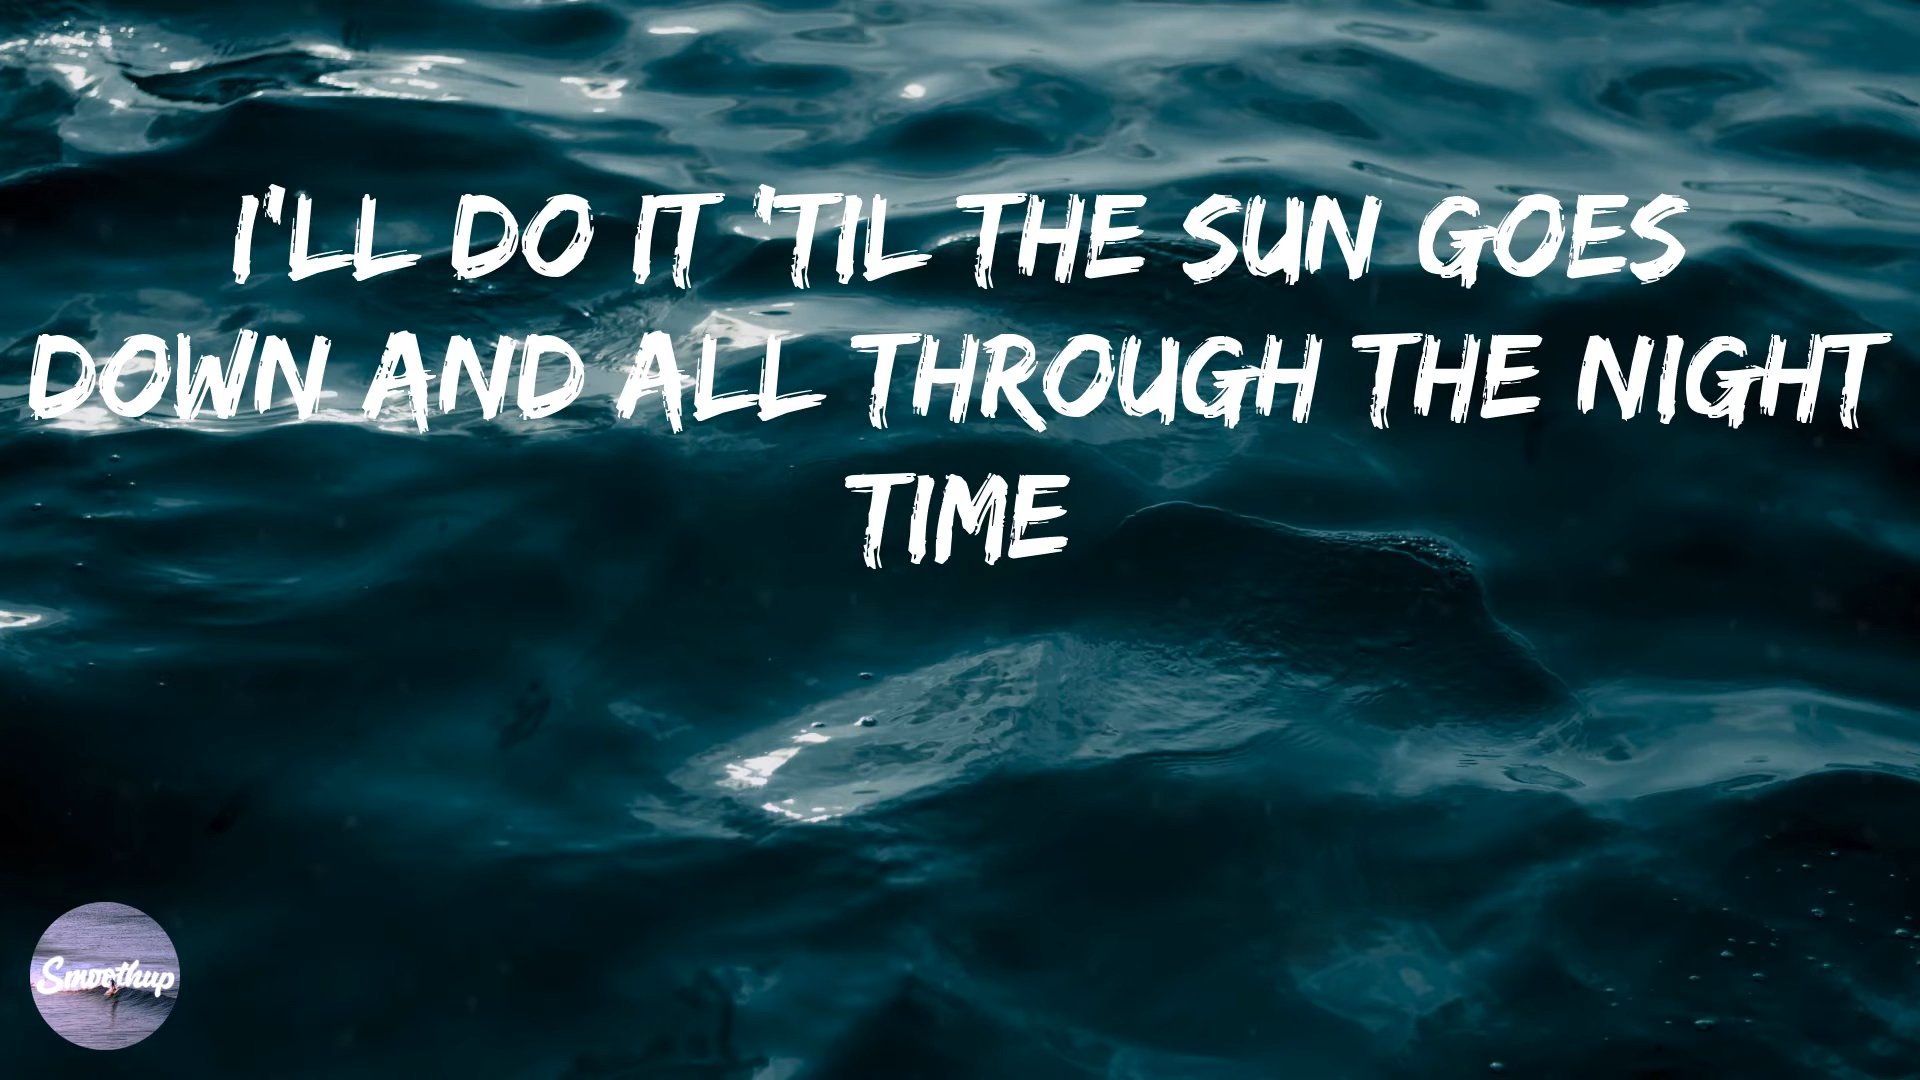 I'LL DO IT 'TIL THE SUN GOES
DOWN AND ALL THROUGH THE NIGHT
TIME
Smoothup